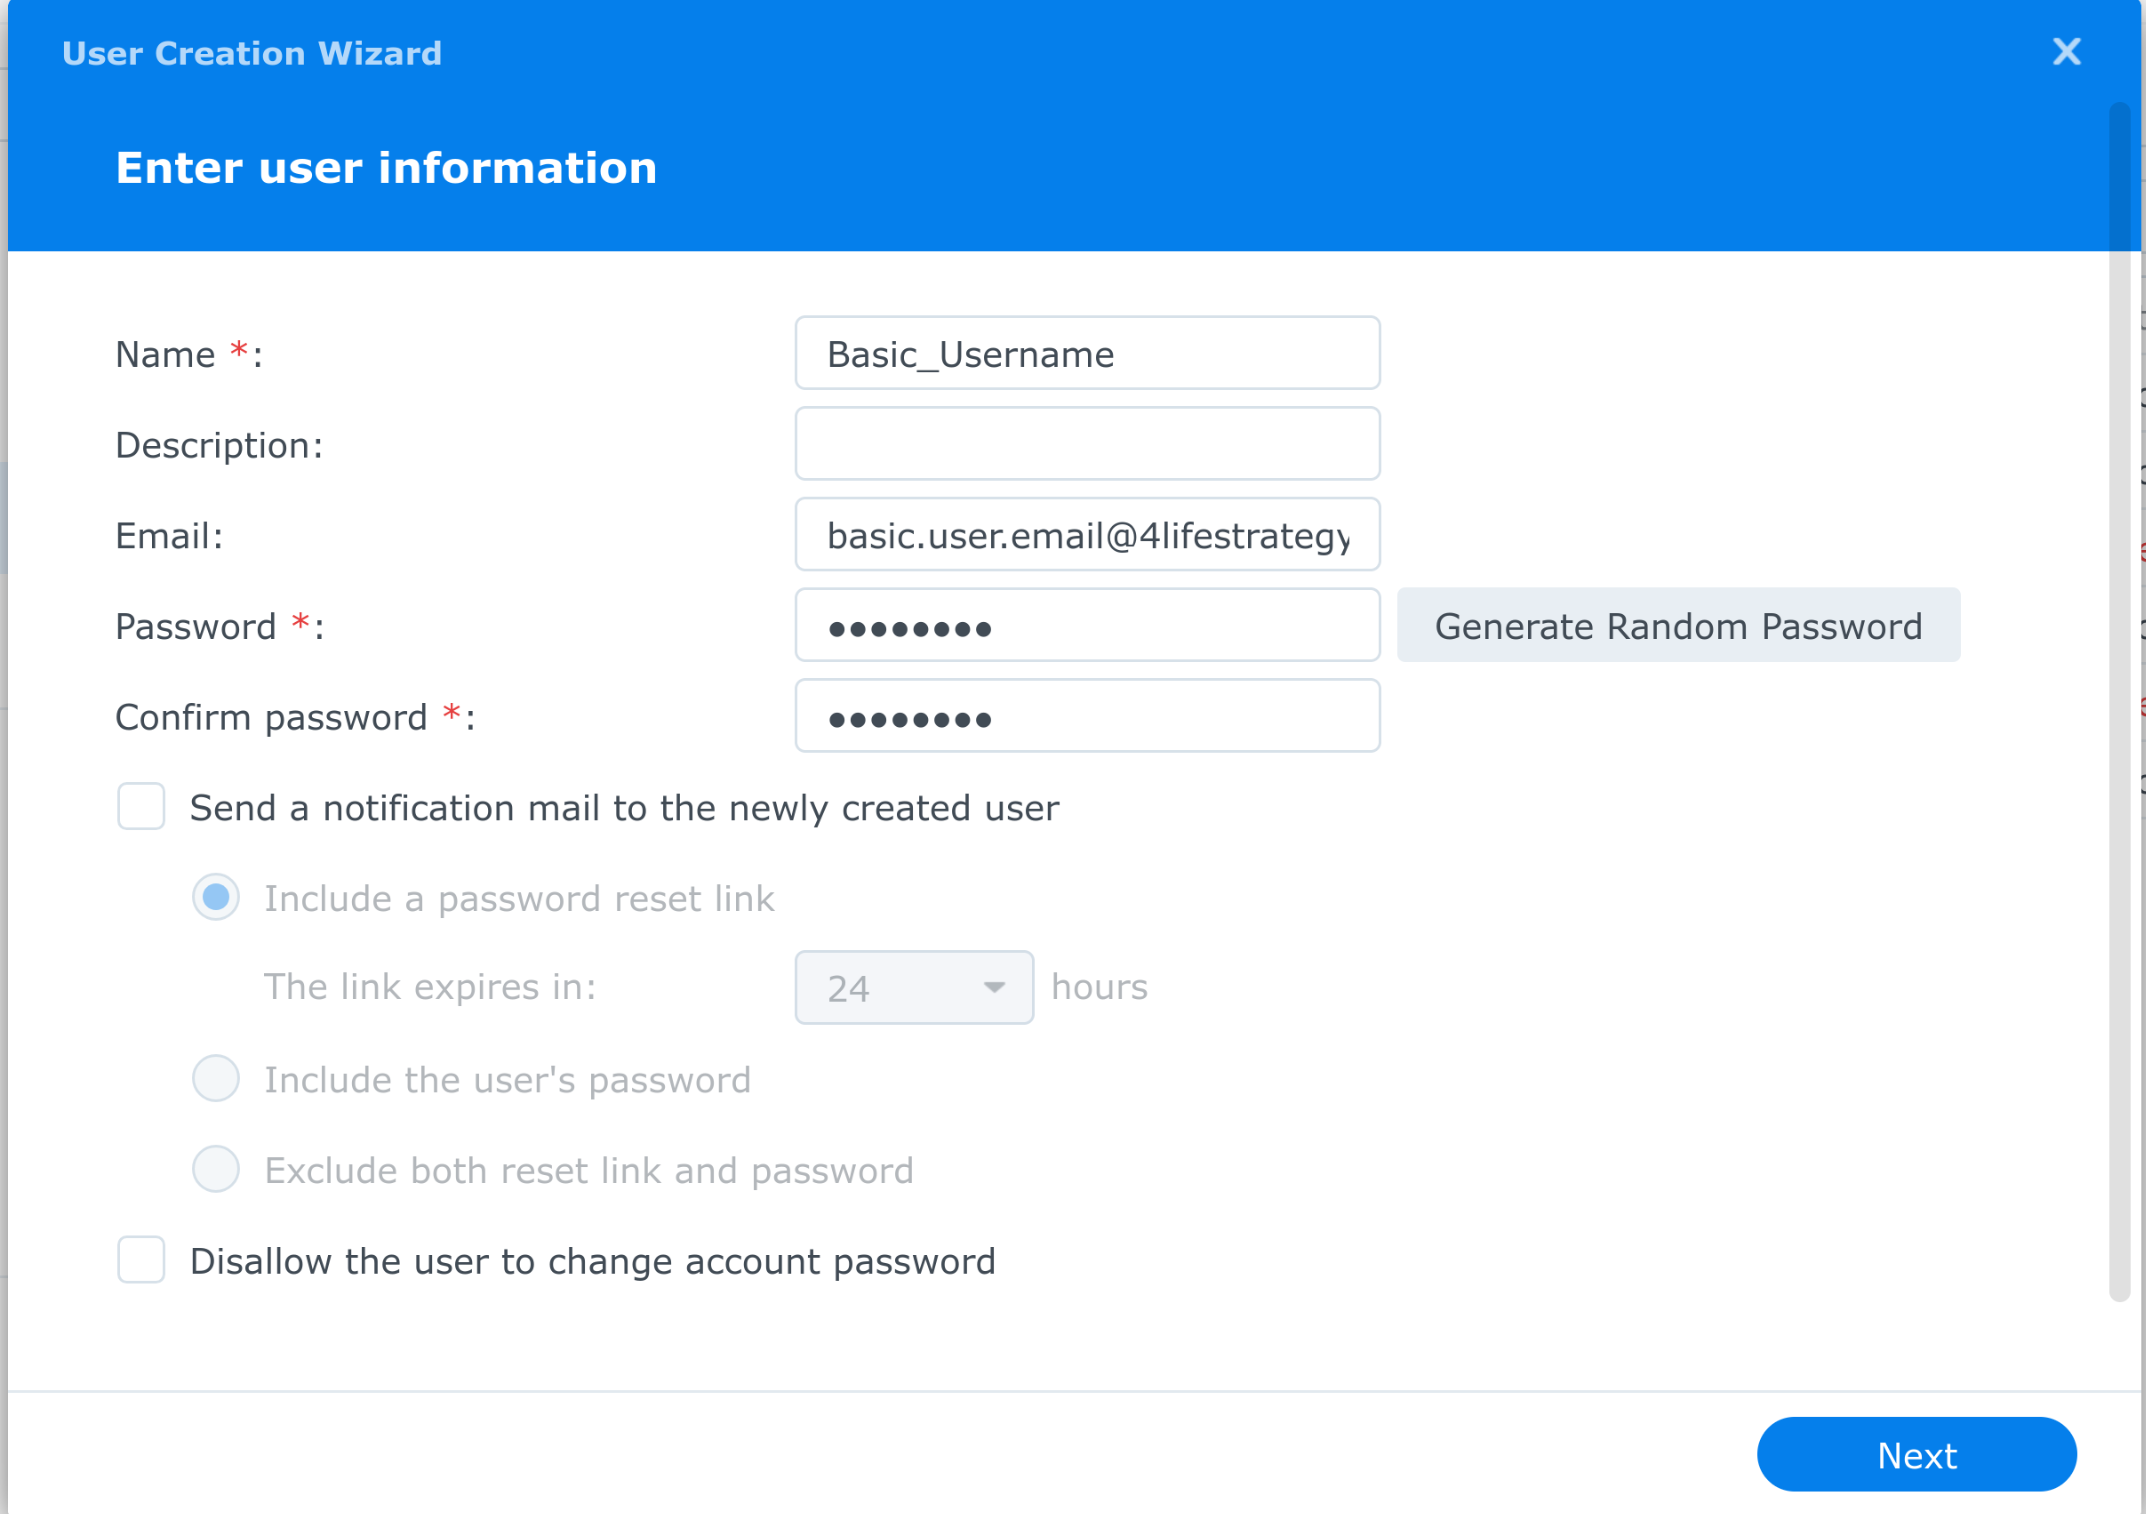 User Creation Wizard
Enter user information
Name *: Basic_Username
Description:
Email: basic.user.email@4lifestrategy
Password *: •••••••• Generate Random Password
Confirm password *: ••••••••
Send a notification mail to the newly created user
Include a password reset link
The link expires in: 24 hours
Include the user's password
Exclude both reset link and password
Disallow the user to change account password
Next